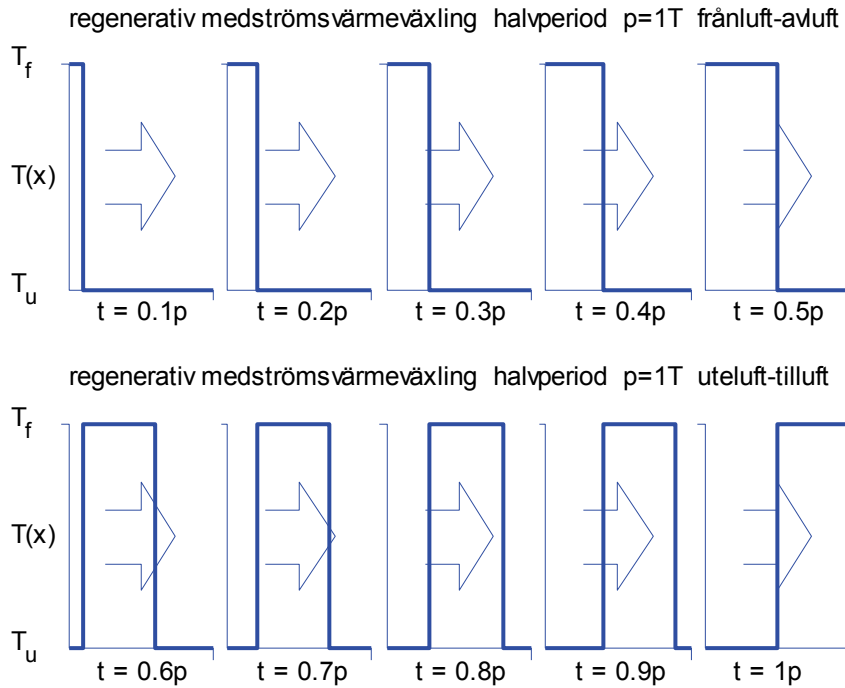 regenerativ medströmsvärmeväxling halvperiod p=1T frånluft-avluft
T_f
T(x)
T_u
t = 0.1p t = 0.2p t = 0.3p t = 0.4p t = 0.5p
regenerativ medströmsvärmeväxling halvperiod p=1T uteluft-tilluft
T_f
T(x)
T_u
t = 0.6p t = 0.7p t = 0.8p t = 0.9p t = 1p